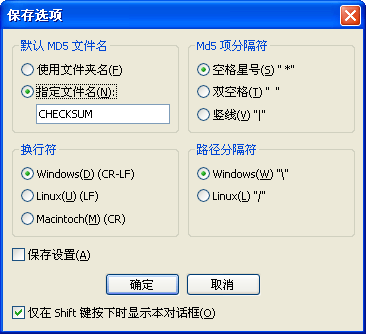 保存选项
默认 MD5 文件名
使用文件夹名(F)
指定文件名(N):
CHECKSUM
Md5 项分隔符
空格星号(S) " *"
双空格(T) "  "
竖线(V) "|"
换行符
Windows(D) (CR-LF)
Linux(U) (LF)
Macintoch(M) (CR)
路径分隔符
Windows(W) "\"
Linux(L) "/"
保存设置(A)
确定
取消
仅在 Shift 键按下时显示本对话框(O)